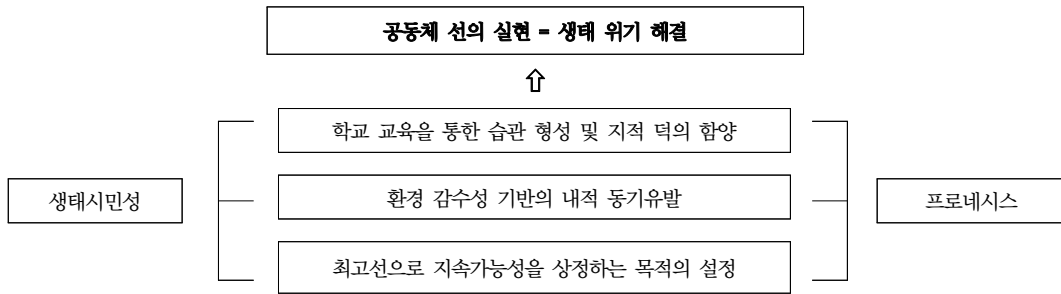 공동체 선의 실현 = 생태 위기 해결
학교 교육을 통한 습관 형성 및 지적 덕의 함양
생태시민성
환경 감수성 기반의 내적 동기유발
프로네시스
최고선으로 지속가능성을 상정하는 목적의 설정